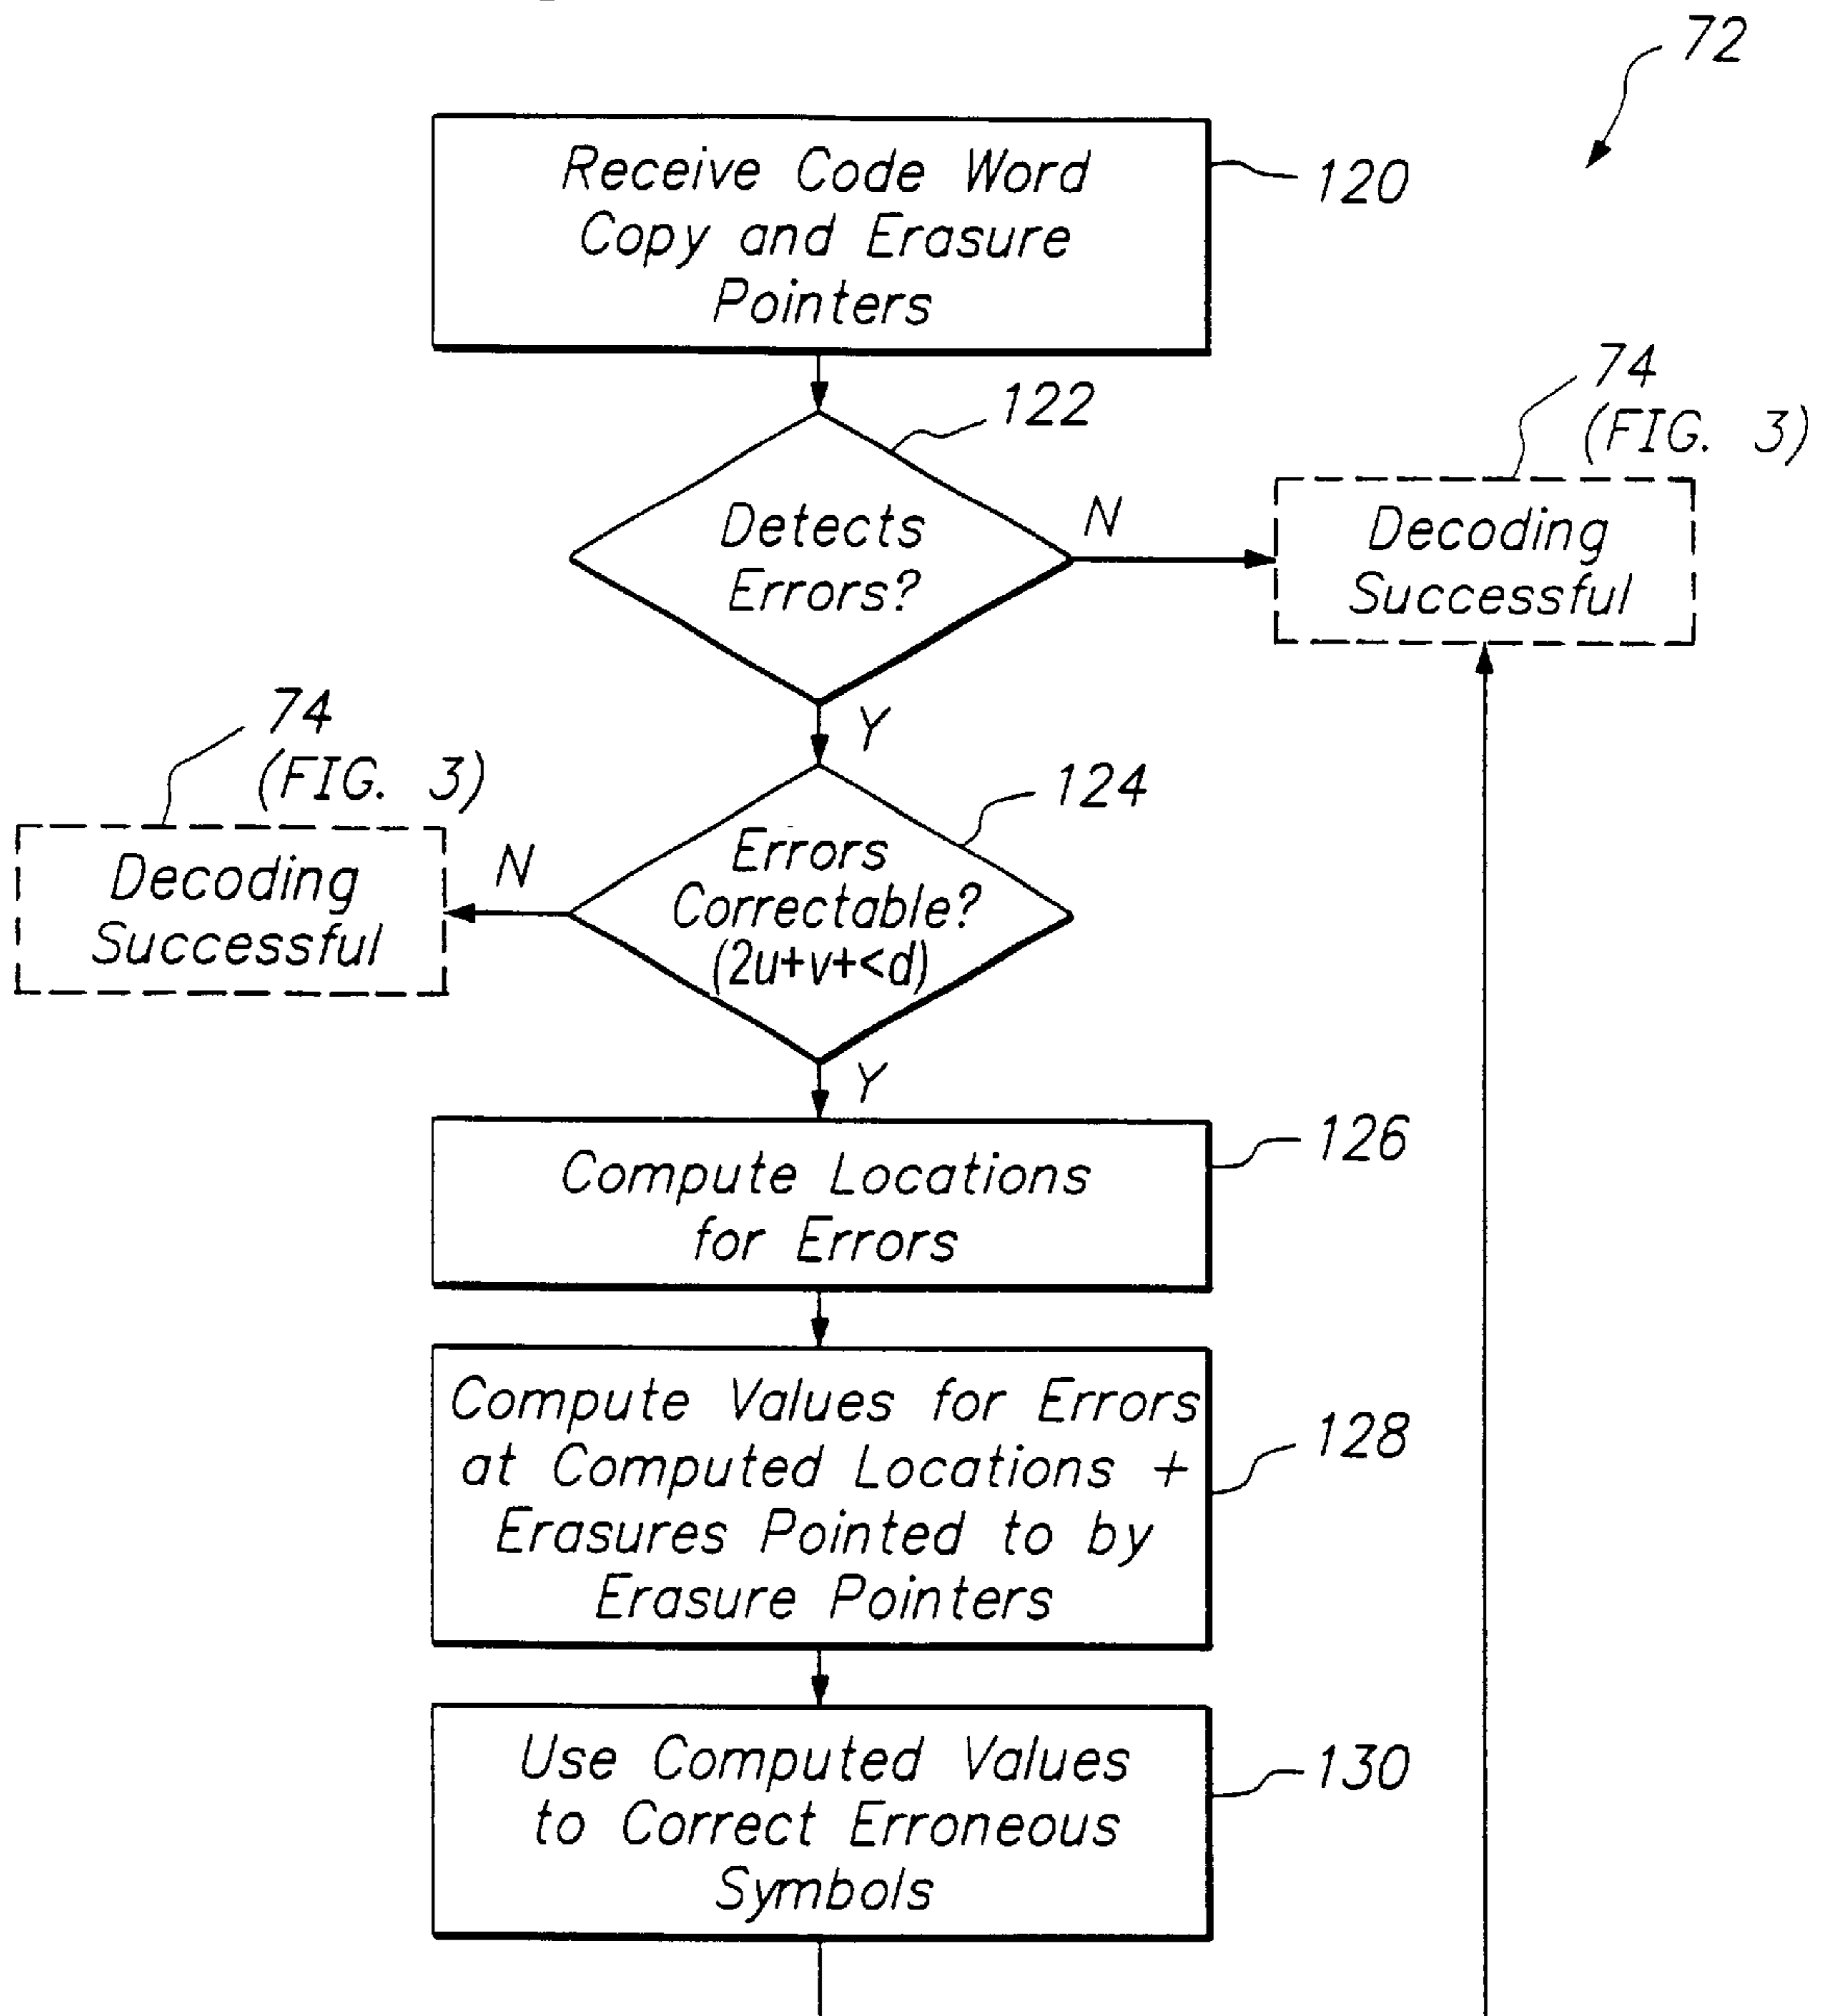 72
Receive Code Word
Copy and Erasure
Pointers
120
122
Detects
Errors?
N
74
(FIG. 3)
Decoding
Successful
Y
74
(FIG. 3)
Decoding
Successful
N
124
Errors
Correctable?
(2u+v+<d)
Y
Compute Locations
for Errors
126
Compute Values for Errors
at Computed Locations +
Erasures Pointed to by
Erasure Pointers
128
Use Computed Values
to Correct Erroneous
Symbols
130